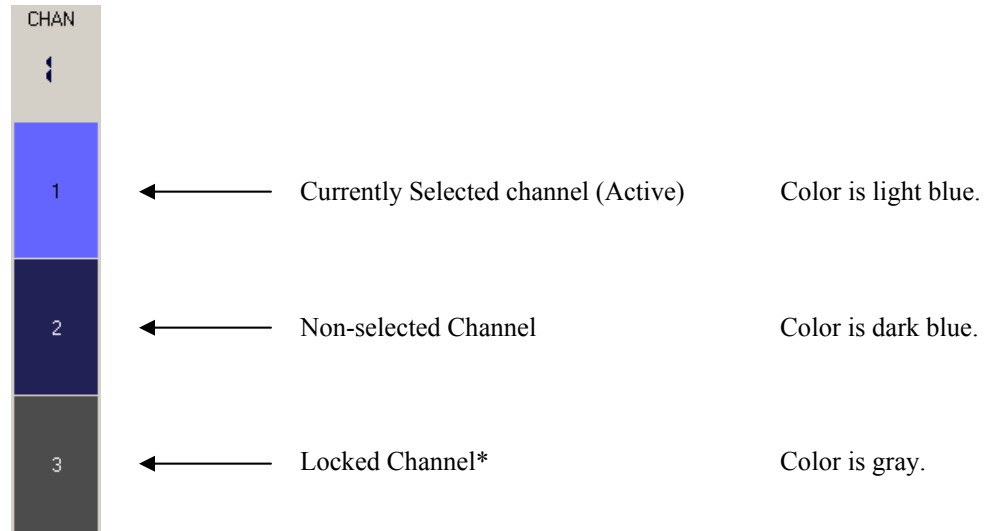 CHAN
1
1 Currently Selected channel (Active) Color is light blue.
2 Non-selected Channel Color is dark blue.
3 Locked Channel* Color is gray.